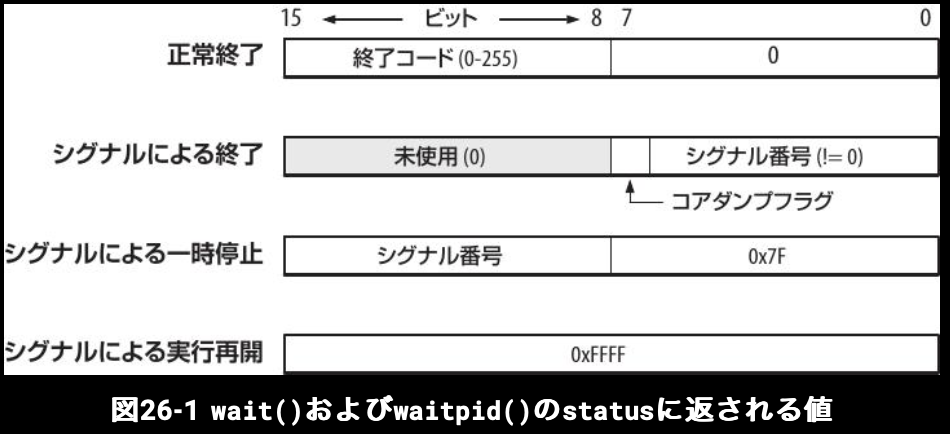 15 ビット 8 7 0
正常終了 終了コード (0-255) 0
シグナルによる終了 未使用 (0) シグナル番号 (!= 0)
コアダンプフラグ
シグナルによる一時停止 シグナル番号 0x7F
シグナルによる実行再開 0xFFFF
図26-1 wait()およびwaitpid()のstatusに返される値